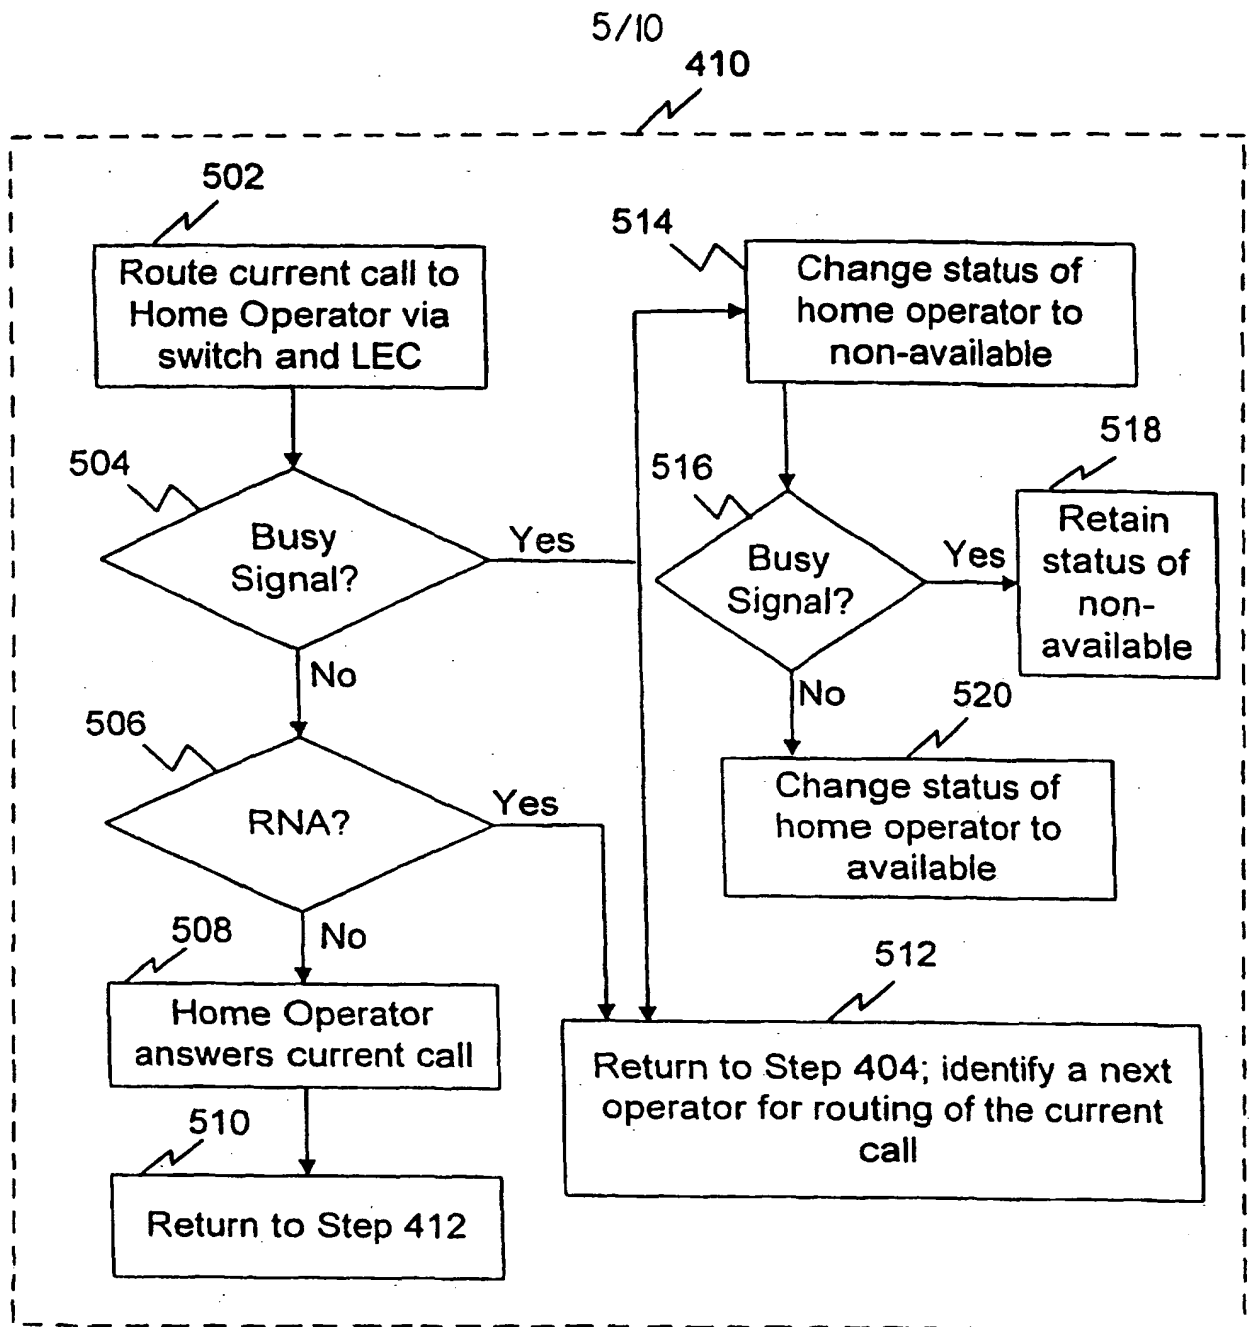 5/10
410
502
Route current call to
Home Operator via
switch and LEC
504
Busy
Signal?
Yes
No
506
RNA?
Yes
No
508
Home Operator
answers current call
510
Return to Step 412
514
Change status of
home operator to
non-available
516
Busy
Signal?
Yes
518
Retain
status of
non-
available
No
520
Change status of
home operator to
available
512
Return to Step 404; identify a next
operator for routing of the current
call